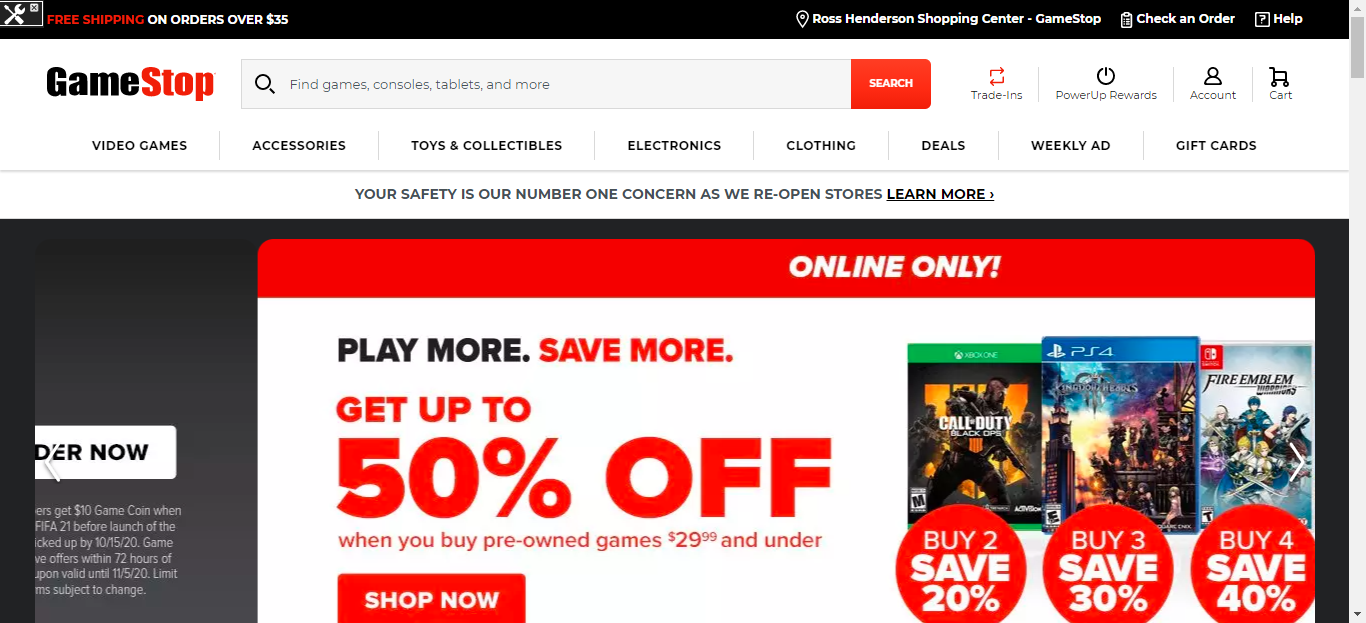 FREE SHIPPING ON ORDERS OVER $35
Ross Henderson Shopping Center - GameStop
Check an Order
Help
GameStop
Find games, consoles, tablets, and more
SEARCH
Trade-Ins
PowerUp Rewards
Account
Cart
VIDEO GAMES
ACCESSORIES
TOYS & COLLECTIBLES
ELECTRONICS
CLOTHING
DEALS
WEEKLY AD
GIFT CARDS
YOUR SAFETY IS OUR NUMBER ONE CONCERN AS WE RE-OPEN STORES LEARN MORE ›
DER NOW
ers get $10 Game Coin when
FIFA 21 before launch of the
icked up by 10/15/20. Game
ve offers within 72 hours of
upon valid until 11/5/20. Limit
ms subject to change.
ONLINE ONLY!
PLAY MORE. SAVE MORE.
GET UP TO
50% OFF
when you buy pre-owned games $29⁹⁹ and under
SHOP NOW
XBOX ONE
CALL OF DUTY
BLACK OPS
IIII
M
ACTIVISION
PS4
KINGDOM HEARTS
E
SQUARE ENIX
FIRE EMBLEM
WARRIORS
T
BUY 2
SAVE
20%
BUY 3
SAVE
30%
BUY 4
SAVE
40%